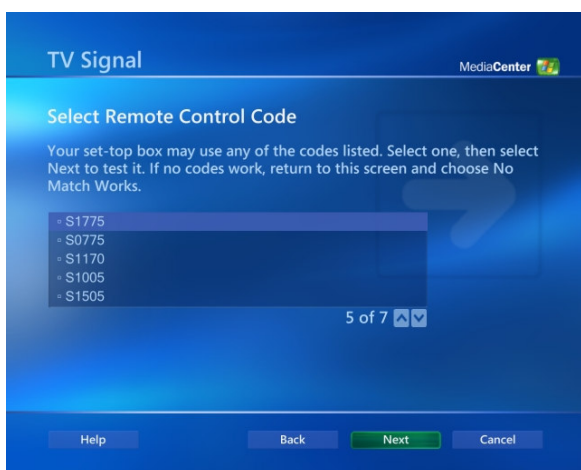 TV Signal
MediaCenter
Select Remote Control Code
Your set-top box may use any of the codes listed. Select one, then select
Next to test it. If no codes work, return to this screen and choose No
Match Works.
S1775
S0775
S1170
S1005
S1505
5 of 7
Help Back Next Cancel